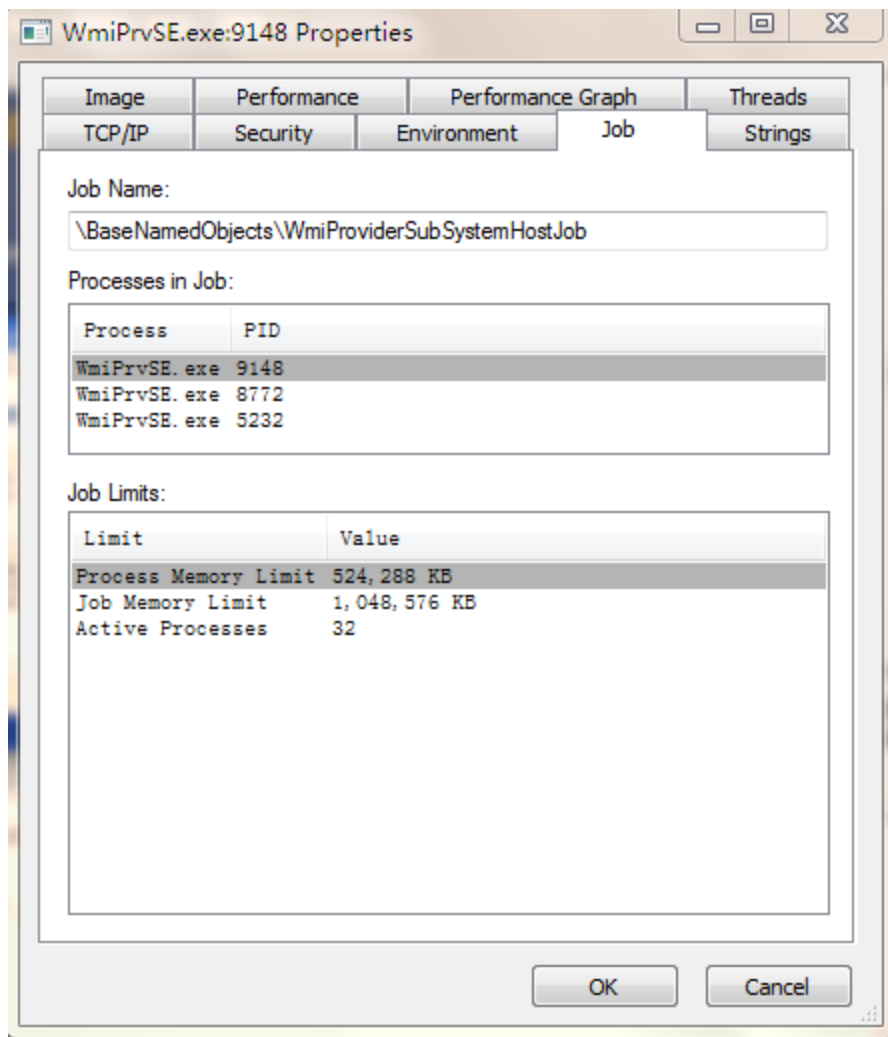 WmiPrvSE.exe:9148 Properties
Image Performance Performance Graph Threads
TCP/IP Security Environment Job Strings
Job Name:
\BaseNamedObjects\WmiProviderSubSystemHostJob
Processes in Job:
Process PID
WmiPrvSE.exe 9148
WmiPrvSE.exe 8772
WmiPrvSE.exe 5232
Job Limits:
Limit Value
Process Memory Limit 524,288 KB
Job Memory Limit 1,048,576 KB
Active Processes 32
OK Cancel